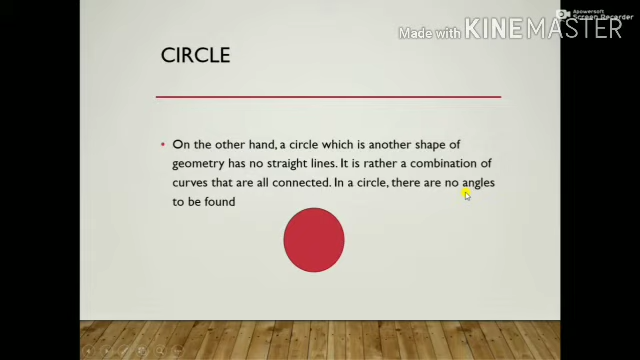 Apowersoft
Screen Recorder
Made with KINEMASTER
CIRCLE
• On the other hand, a circle which is another shape of
geometry has no straight lines. It is rather a combination of
curves that are all connected. In a circle, there are no angles
to be found